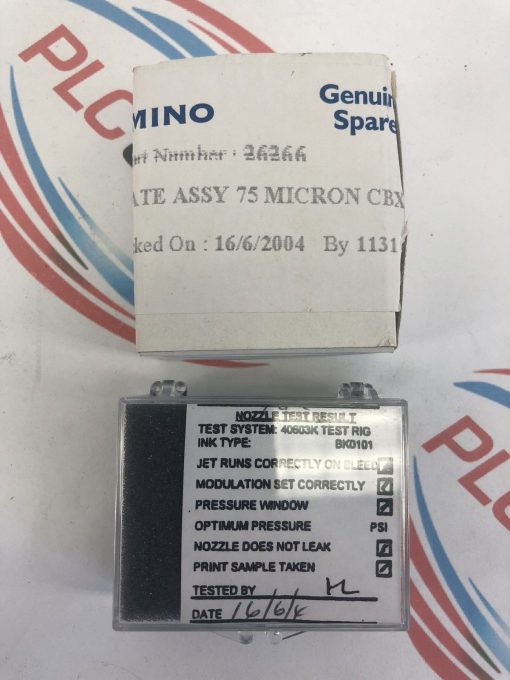 PLC
MINO
Genuin
Spare
art Number : 26266
ATE ASSY 75 MICRON CBX
ked On : 16/6/2004 By 1131
NOZZLE TEST RESULT
TEST SYSTEM: 40603K TEST RIG
INK TYPE: BK0101
JET RUNS CORRECTLY ON BLEED
MODULATION SET CORRECTLY
PRESSURE WINDOW
OPTIMUM PRESSURE PSI
NOZZLE DOES NOT LEAK
PRINT SAMPLE TAKEN
TESTED BY
DATE 16/6/4
PLC